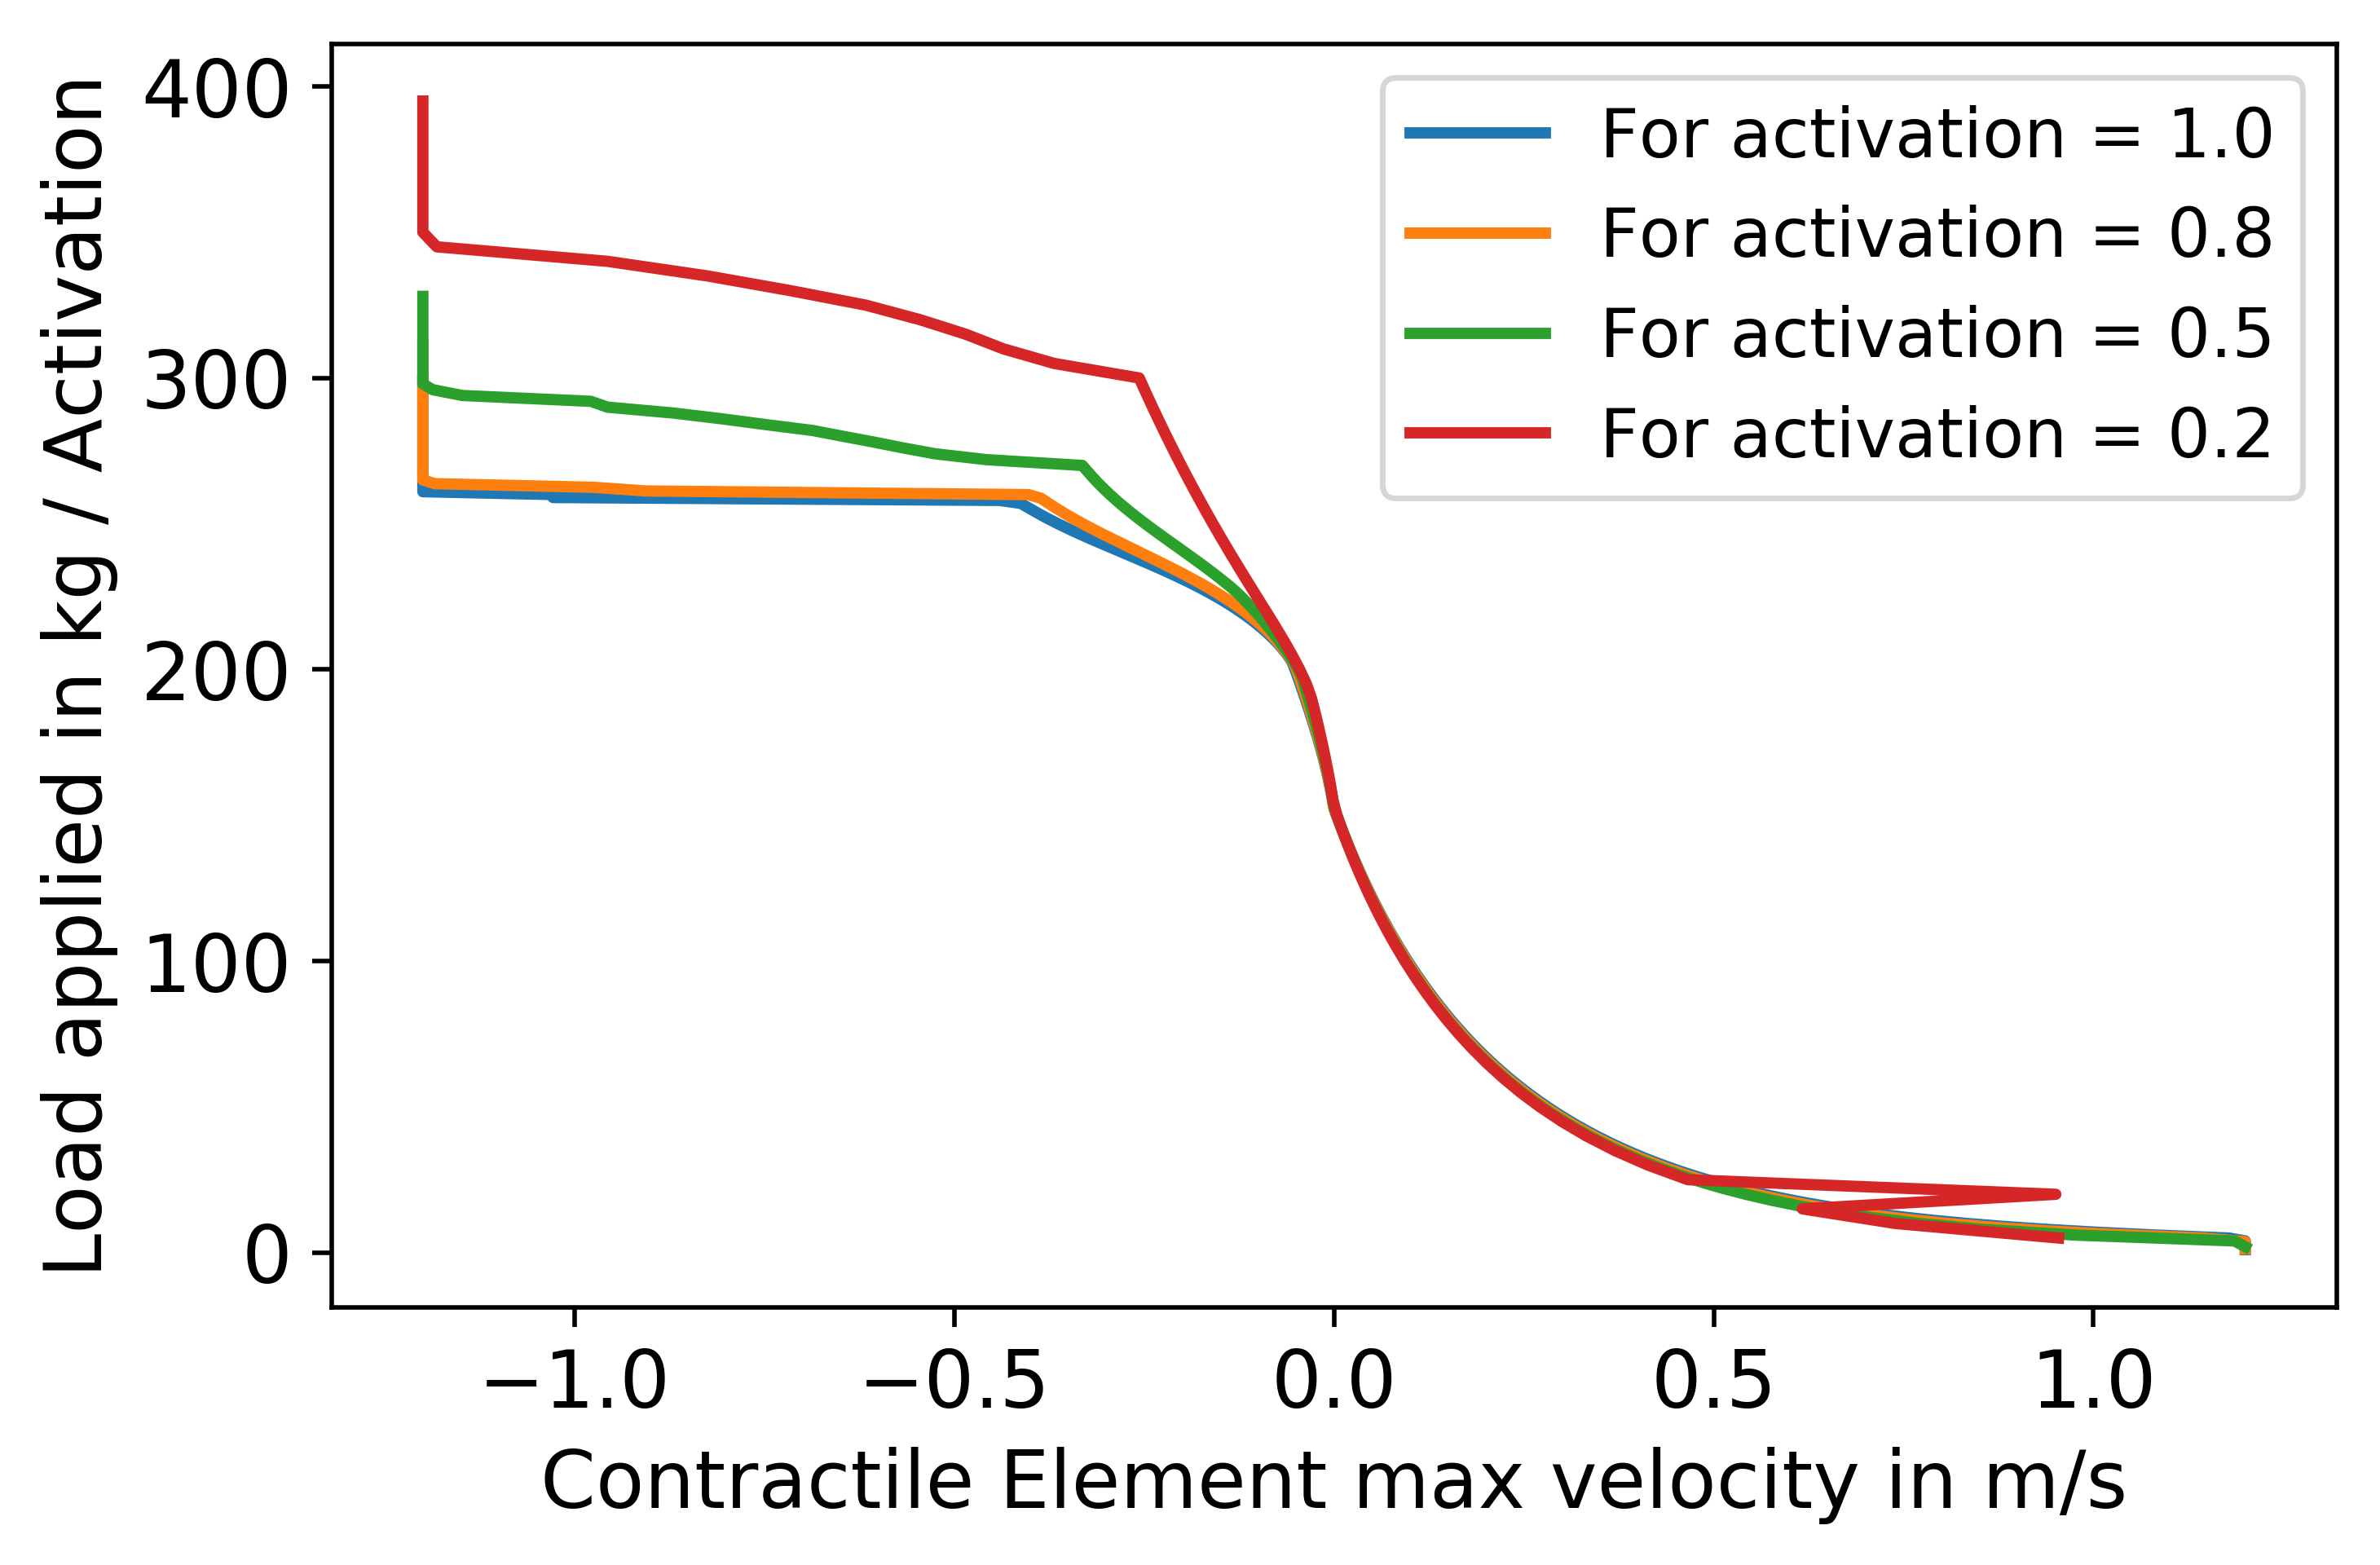 Load applied in kg / Activation
400
300
200
100
0
For activation = 1.0
For activation = 0.8
For activation = 0.5
For activation = 0.2
−1.0
−0.5
0.0
0.5
1.0
Contractile Element max velocity in m/s